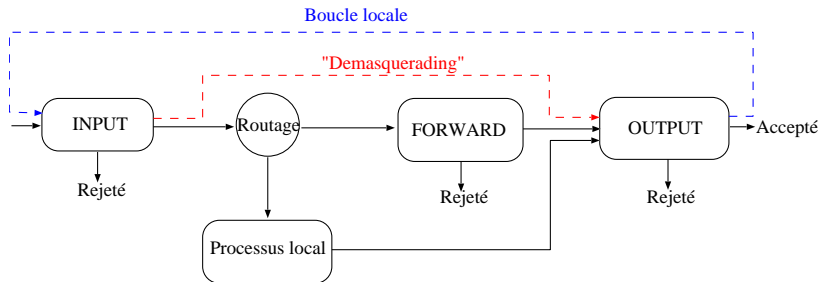 Boucle locale
"Demasquerading"
INPUT
Routage
FORWARD
OUTPUT
Accepté
Rejeté
Rejeté
Rejeté
Processus local